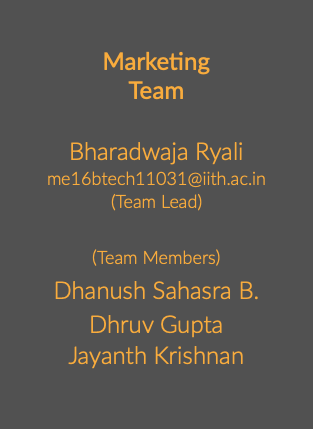 Marketing
Team
Bharadwaja Ryali
me16btech11031@iith.ac.in
(Team Lead)
(Team Members)
Dhanush Sahasra B.
Dhruv Gupta
Jayanth Krishnan